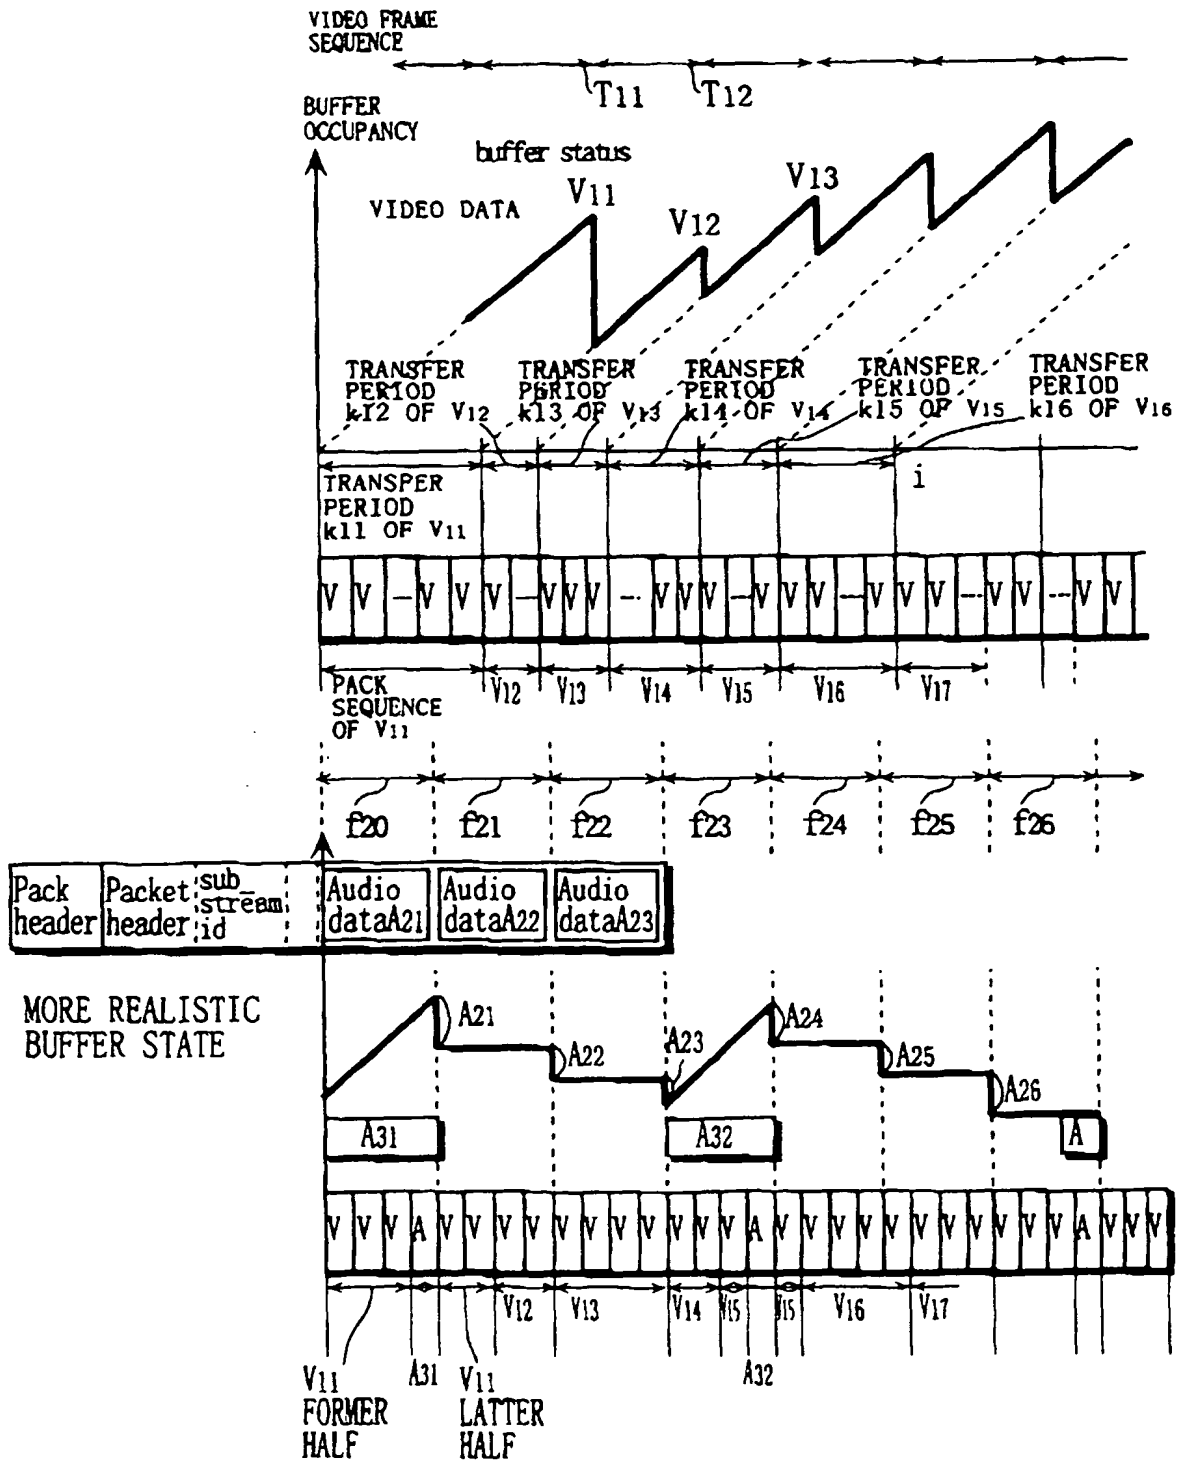 VIDEO FRAME
SEQUENCE
T11 T12
BUFFER
OCCUPANCY
buffer status
VIDEO DATA
V11
V12
V13
TRANSFER
PERIOD
k12 OF V12
TRANSFER
PERIOD
k13 OF V13
TRANSFER
PERIOD
k14 OF V14
TRANSFER
PERIOD
k15 OF V15
TRANSFER
PERIOD
k16 OF V16
i
TRANSPER
PERIOD
k11 OF V11
V V — V V V — V V V — V V V — V V V — V V V --- V V --- V V
PACK
SEQUENCE
OF V11
V12 V13 V14 V15 V16 V17
f20 f21 f22 f23 f24 f25 f26
Pack
header
Packet
header
sub_
stream
id
Audio
dataA21
Audio
dataA22
Audio
dataA23
MORE REALISTIC
BUFFER STATE
A21
A22
A23
A24
A25
A26
A31
A32
A
V V V A V V V V V V V V V V V A V V V V V V V V V V V A V V V
V12 V13 V14 V15 V15 V16 V17
V11
FORMER
HALF
A31
V11
LATTER
HALF
A32